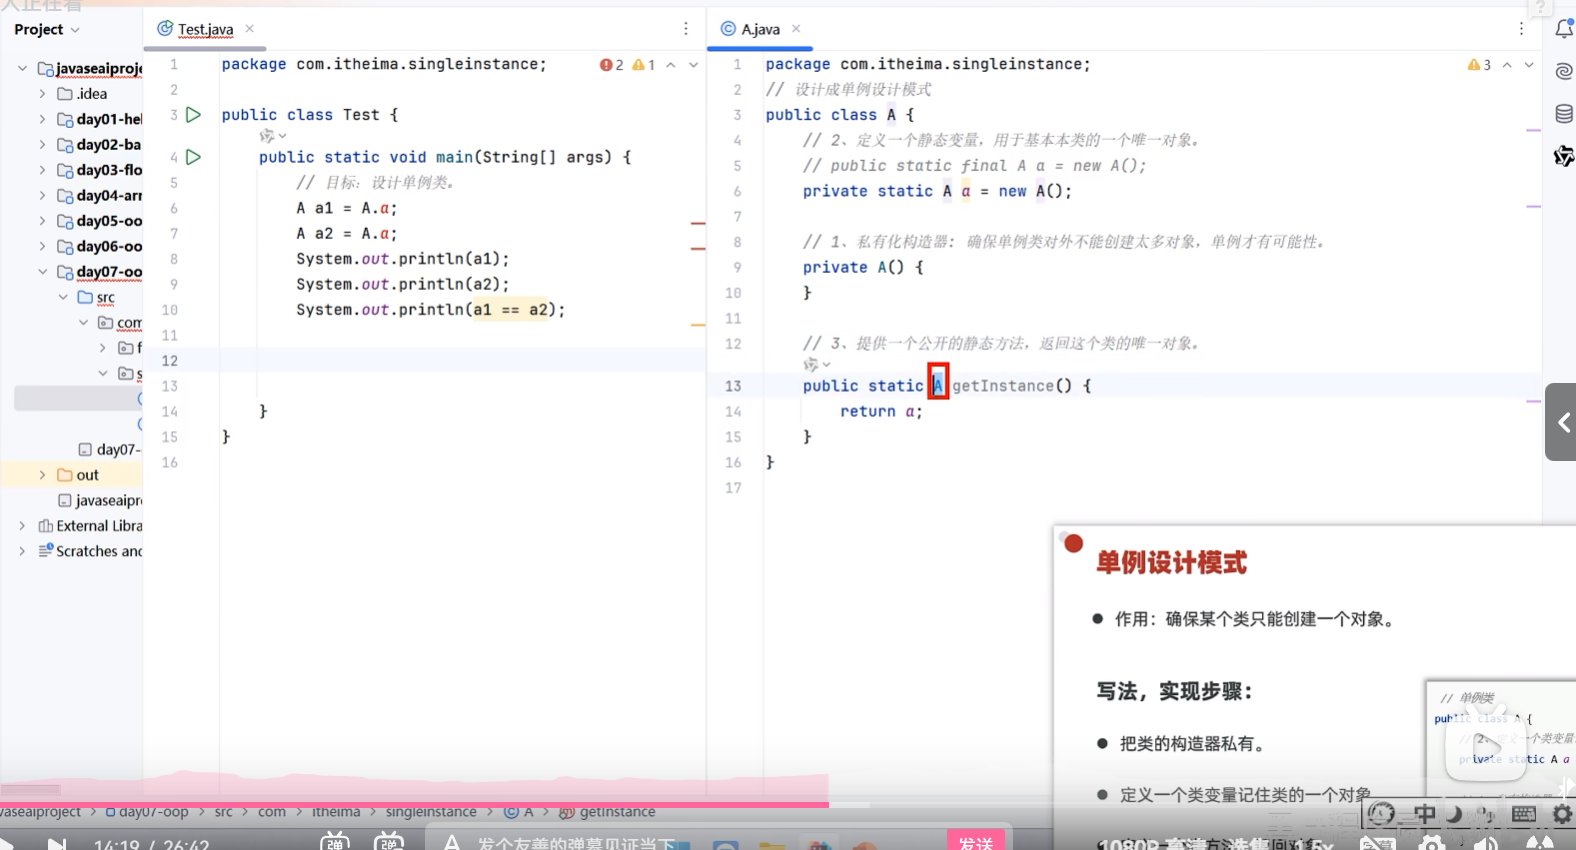 人正在看
Project
Test.java
A.java
javaseaiproj
.idea
day01-hel
day02-ba
day03-flo
day04-arr
day05-oo
day06-oo
day07-oo
src
com
f
s
day07-
out
javaseaipro
External Libra
Scratches and
1 package com.itheima.singleinstance;
2 1
2
3 public class Test {
4 public static void main(String[] args) {
5 // 目标：设计单例类。
6 A a1 = A.a;
7 A a2 = A.a;
8 System.out.println(a1);
9 System.out.println(a2);
10 System.out.println(a1 == a2);
11
12
13
14 }
15 }
16
1 package com.itheima.singleinstance;
3
2 // 设计成单例设计模式
3 public class A {
4 // 2、定义一个静态变量，用于基本本类的一个唯一对象。
5 // public static final A a = new A();
6 private static A a = new A();
7
8 // 1、私有化构造器：确保单例类对外不能创建太多对象，单例才有可能性。
9 private A() {
10 }
11
12 // 3、提供一个公开的静态方法，返回这个类的唯一对象。
13 public static A getInstance() {
14 return a;
15 }
16 }
17
单例设计模式
作用：确保某个类只能创建一个对象。
写法，实现步骤：
把类的构造器私有。
定义一个类变量记住类的一个对象
// 单例类
public class A {
// 2、定义一个类变量
private static A a
vaseaiproject > day07-oop > src > com > itheima > singleinstance > A > getInstance
中
14:19 / 26:42
弹
弹
发个友善的弹幕见证当下
发送
1080P 高清
选集
1.5x